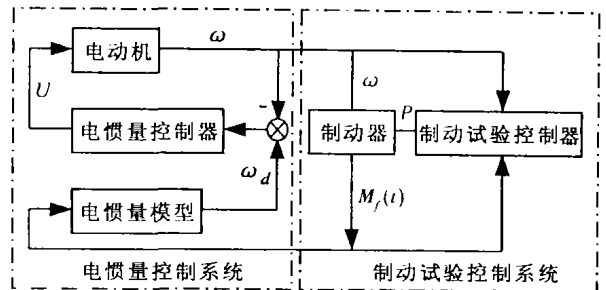 电动机
ω
U
电惯量控制器
-
ω
P
制动器
制动试验控制器
ω_d
电惯量模型
M_f(t)
电惯量控制系统
制动试验控制系统